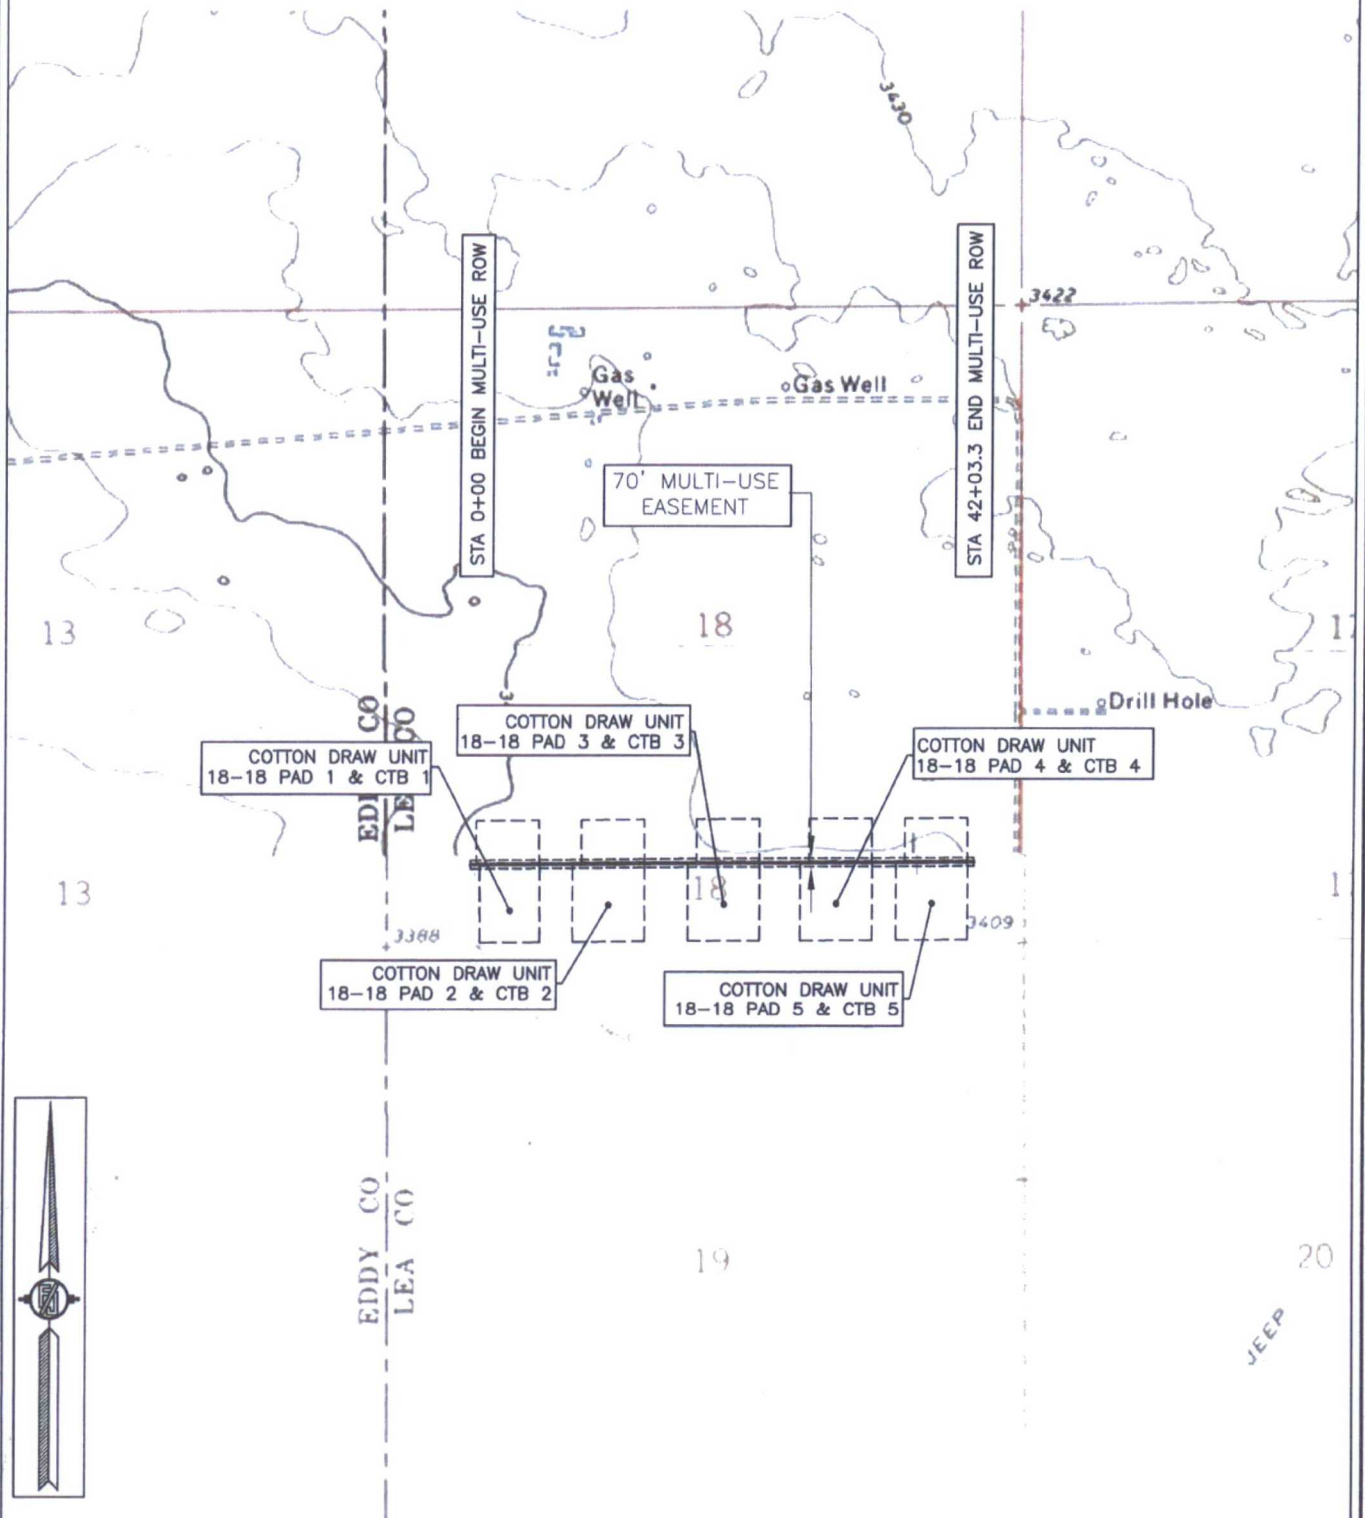 3430
STA 0+00 BEGIN MULTI-USE ROW
STA 42+03.3 END MULTI-USE ROW
3422
Gas
Well
Gas Well
70' MULTI-USE
EASEMENT
13
18
Drill Hole
EDDY CO
LEA CO
COTTON DRAW UNIT
18-18 PAD 1 & CTB 1
COTTON DRAW UNIT
18-18 PAD 3 & CTB 3
COTTON DRAW UNIT
18-18 PAD 4 & CTB 4
13
18
3388
3409
COTTON DRAW UNIT
18-18 PAD 2 & CTB 2
COTTON DRAW UNIT
18-18 PAD 5 & CTB 5
EDDY CO
LEA CO
19
20
JEEP